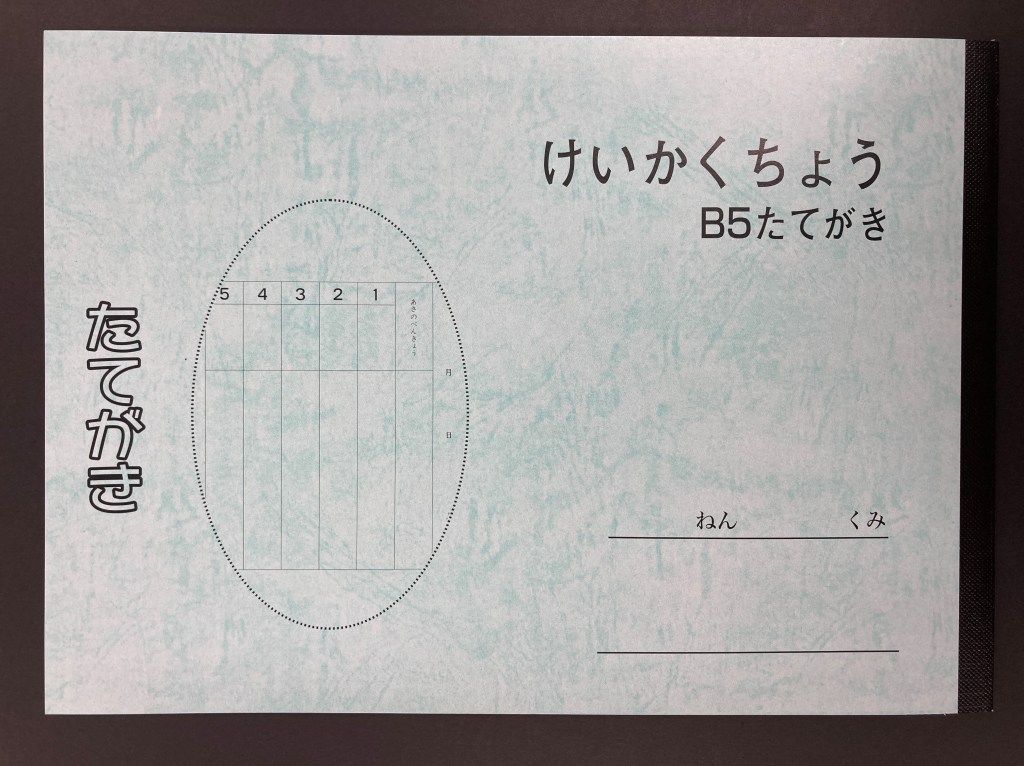 けいかくちょう
B5たてがき
たてがき
5 4 3 2 1
あさのべんきょう
月
日
ねん くみ